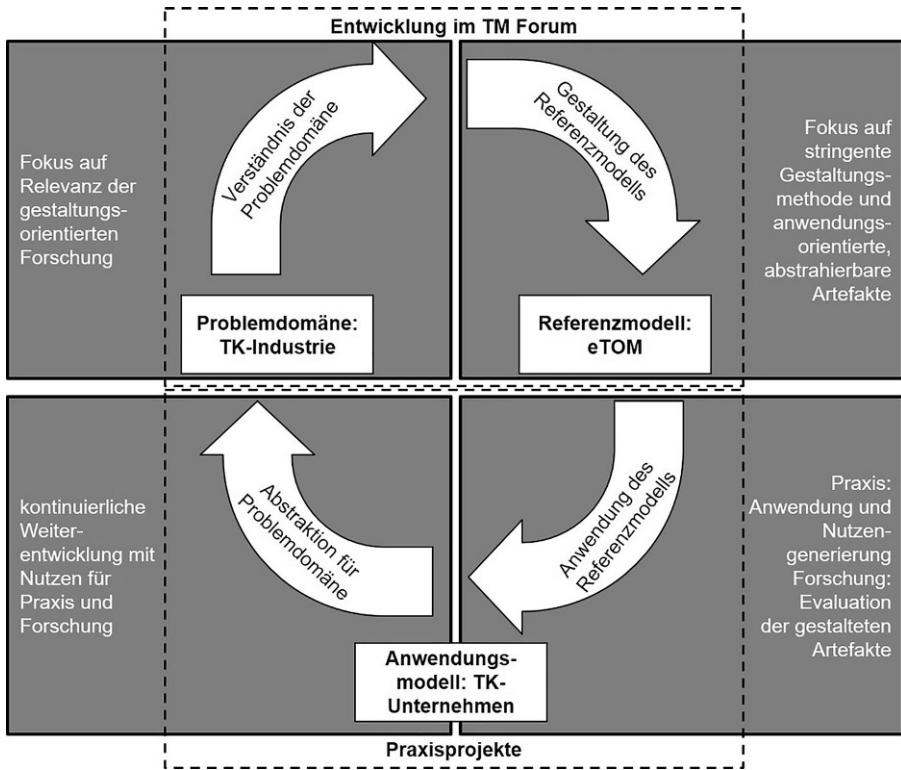 Entwicklung im TM Forum
Fokus auf
Relevanz der
gestaltungs-
orientierten
Forschung
Verständnis der
Problemdomäne
Gestaltung des
Referenzmodells
Fokus auf
stringente
Gestaltungs-
methode und
anwendungs-
orientierte,
abstrahierbare
Artefakte
Problemdomäne:
TK-Industrie
Referenzmodell:
eTOM
kontinuierliche
Weiter-
entwicklung mit
Nutzen für
Praxis und
Forschung
Abstraktion für
Problemdomäne
Anwendung des
Referenzmodells
Praxis:
Anwendung und
Nutzen-
generierung
Forschung:
Evaluation
der gestalteten
Artefakte
Anwendungs-
modell: TK-
Unternehmen
Praxisprojekte